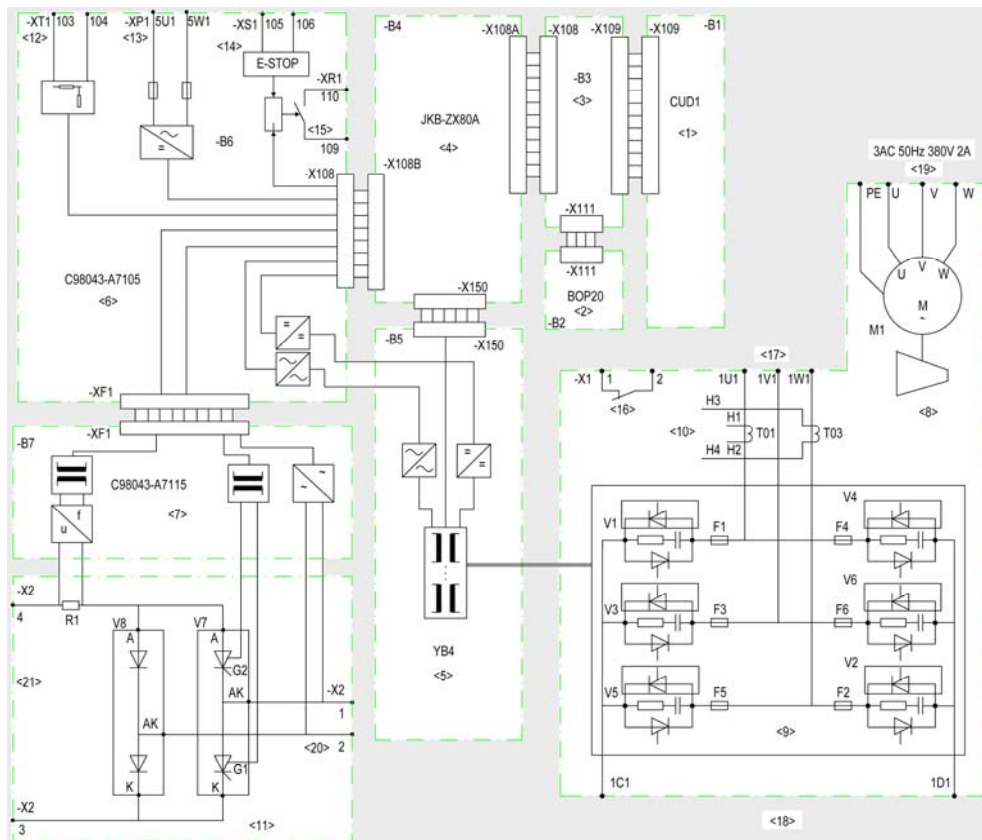 -XT1 103 104 -XP1 5U1 5W1 -XS1 105 106
<12> <13> <14>
E-STOP
-XR1
110
<15>
109
-B6
-X108
C98043-A7105
<6>
-XF1
-B4
-X108A
JKB-ZX80A
<4>
-X108B
-X150
-X108
-B3
<3>
-X109
-X111
-X109
-B1
CUD1
<1>
-X111
BOP20
<2>
-B2
-B5
-X150
YB4
<5>
3AC 50Hz 380V 2A
<19>
PE U V W
U V W
M
~
M1
<8>
-XF1
-B7
C98043-A7115
<7>
f
u
-X2
4
R1
V8 V7
A A
G2
<21>
AK
-X2
1
AK
2
<20>
G1
K K
-X2
3
<11>
<17>
-X1 1 2 1U1 1V1 1W1
<16>
H3
H1
<10> T01 T03
H4 H2
V1 F1 F4 V4
V3 F3 F6 V6
V5 F5 F2 V2
<9>
1C1 1D1
<18>